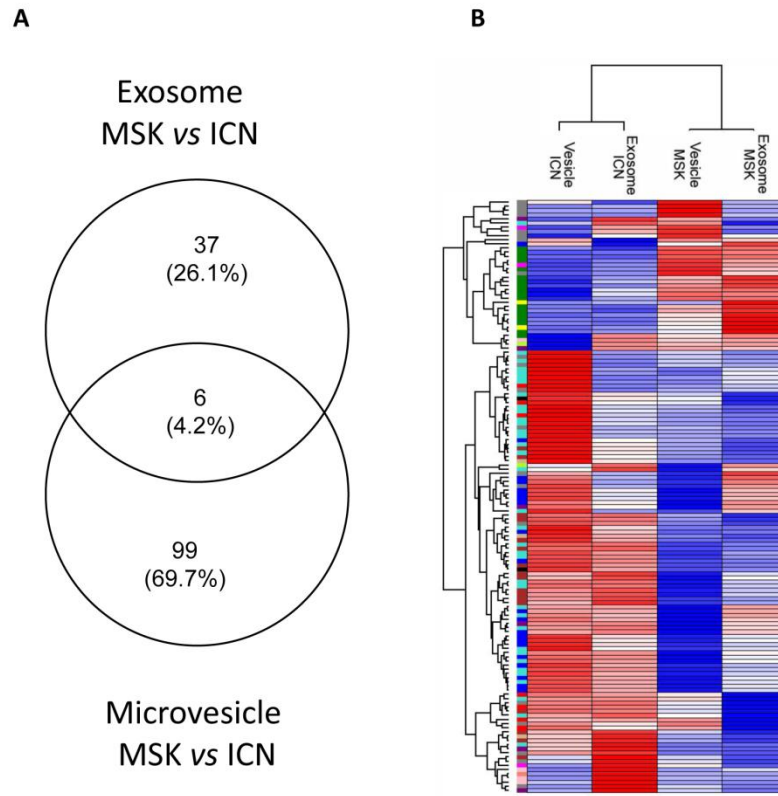 A
Exosome
MSK vs ICN
37
(26.1%)
6
(4.2%)
99
(69.7%)
Microvesicle
MSK vs ICN
B
Vesicle
ICN
Exosome
ICN
Vesicle
MSK
Exosome
MSK